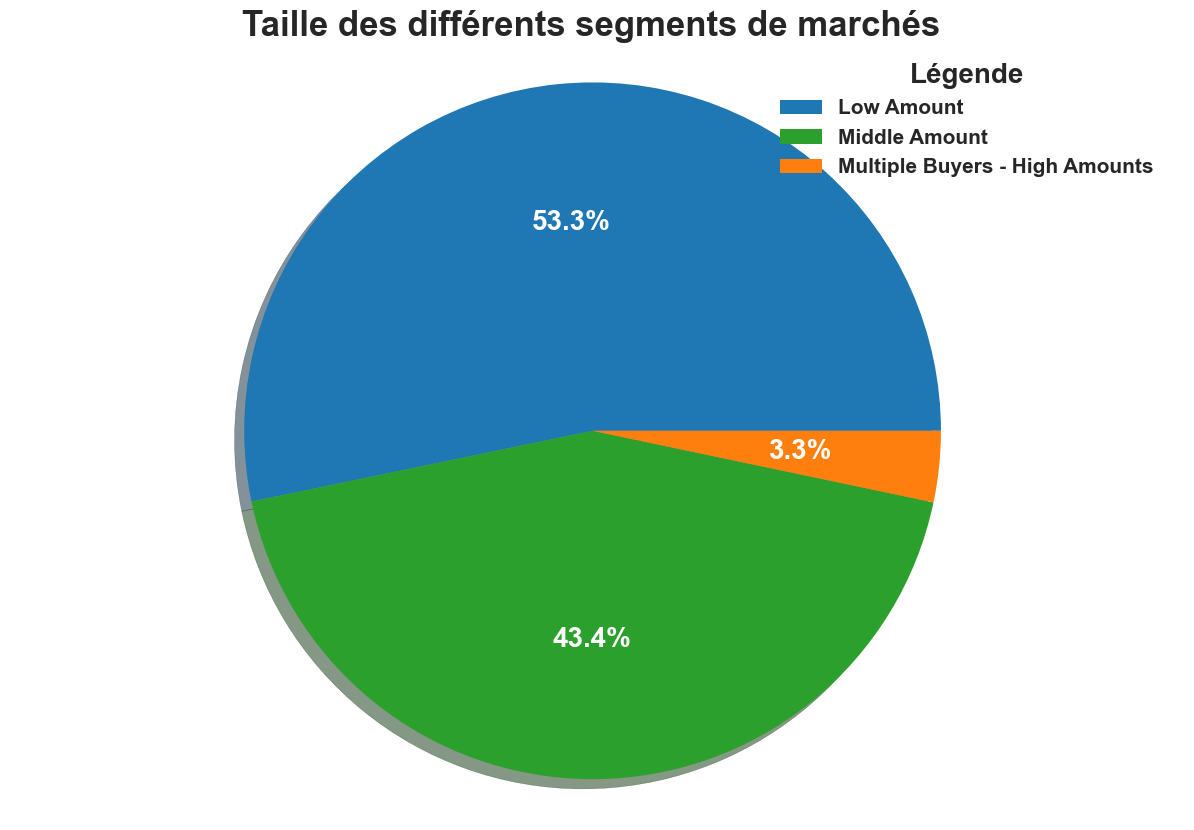 Taille des différents segments de marchés
Légende
Low Amount
Middle Amount
Multiple Buyers - High Amounts
53.3%
3.3%
43.4%